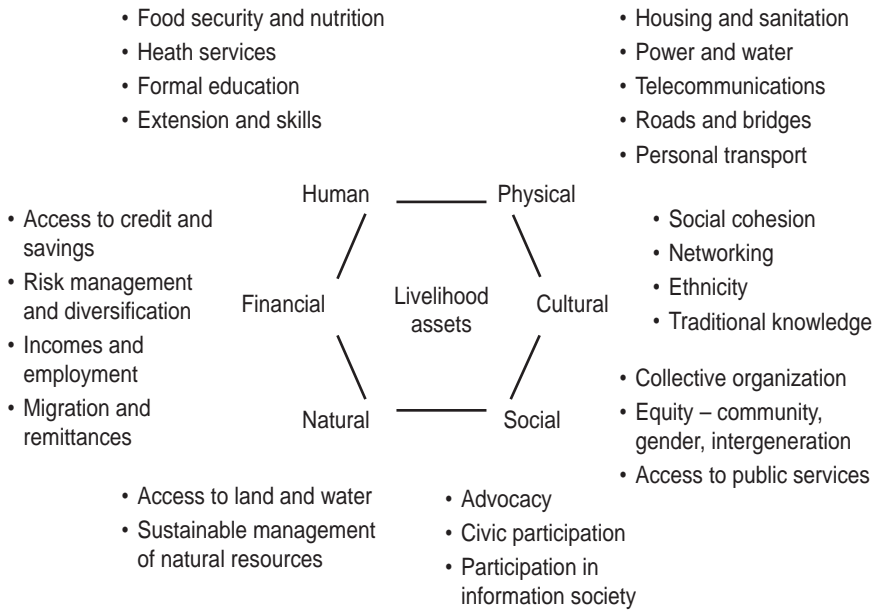 • Food security and nutrition
• Heath services
• Formal education
• Extension and skills
• Housing and sanitation
• Power and water
• Telecommunications
• Roads and bridges
• Personal transport
Human
Physical
• Access to credit and
savings
• Risk management
and diversification
• Incomes and
employment
• Migration and
remittances
Financial
Livelihood
assets
Cultural
• Social cohesion
• Networking
• Ethnicity
• Traditional knowledge
Natural
Social
• Collective organization
• Equity – community,
gender, intergeneration
• Access to public services
• Access to land and water
• Sustainable management
of natural resources
• Advocacy
• Civic participation
• Participation in
information society